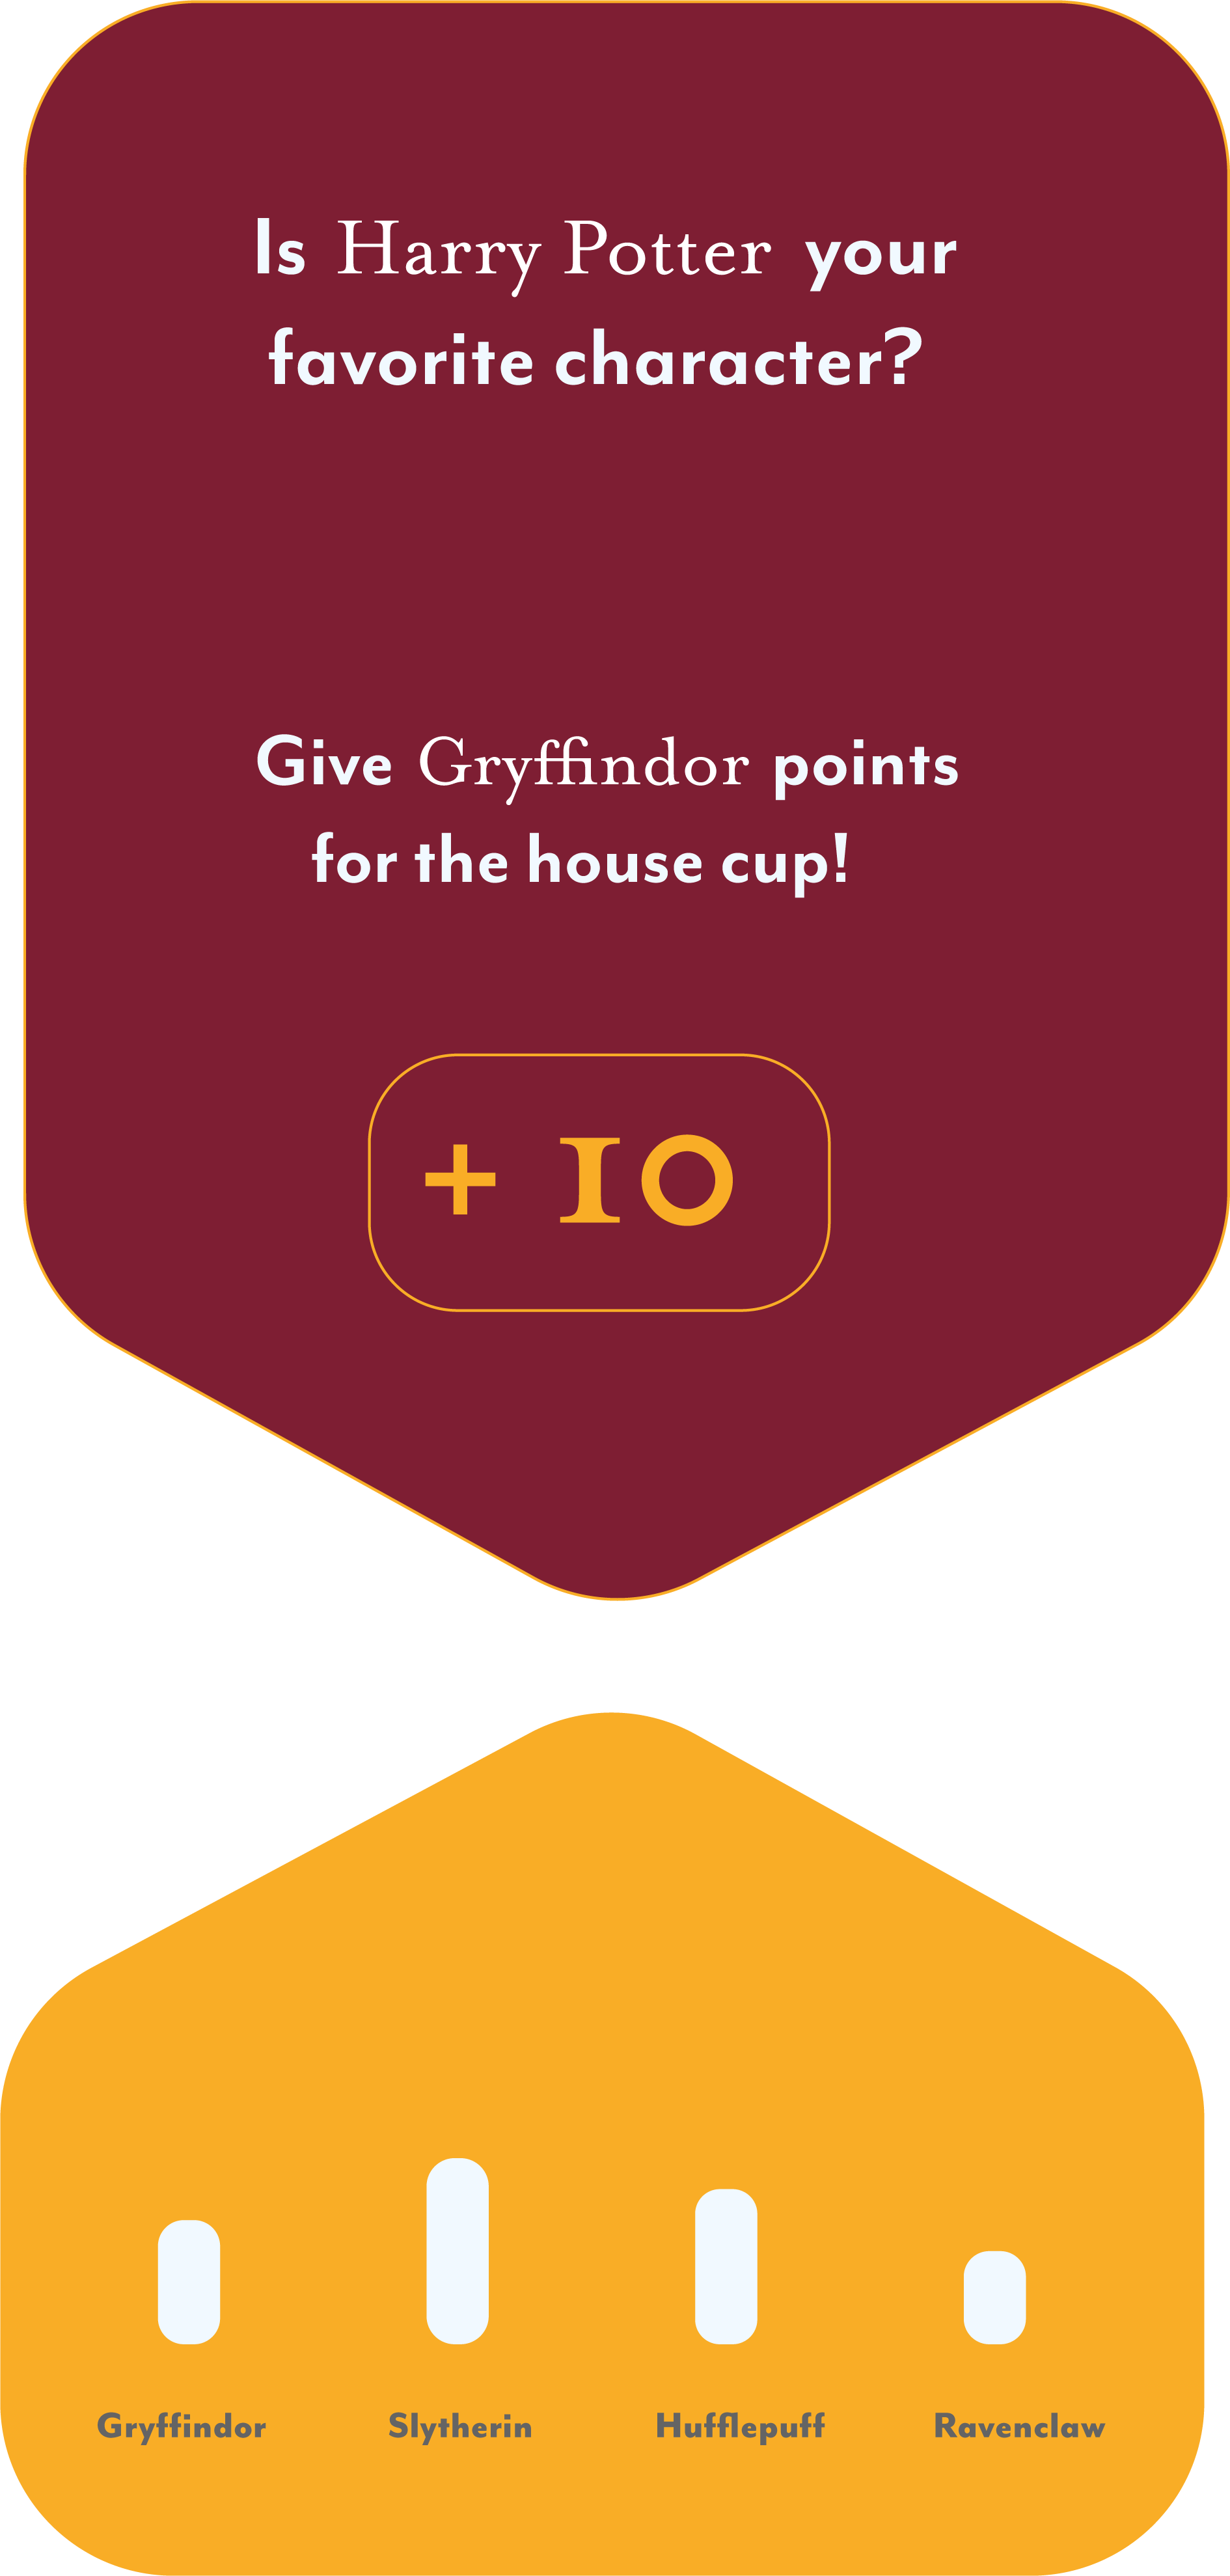 Is Harry Potter your
favorite character?
Give Gryffindor points
for the house cup!
+ 10
Gryffindor Slytherin Hufflepuff Ravenclaw